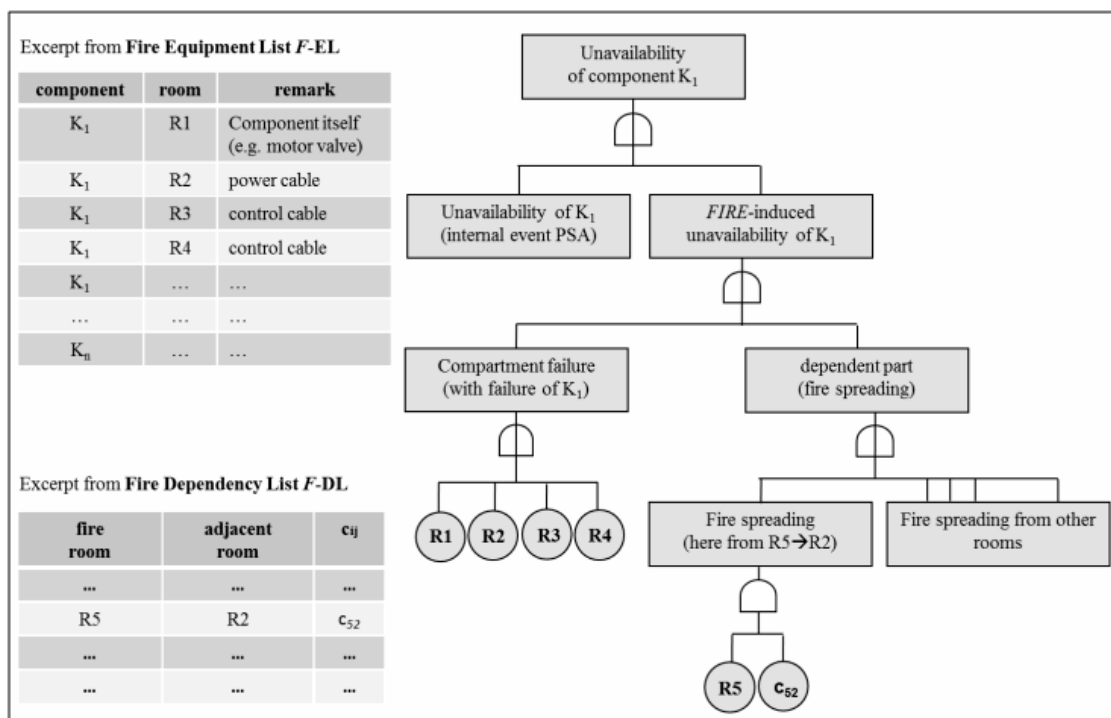 Excerpt from Fire Equipment List F-EL
component room remark
K₁ R1 Component itself
(e.g. motor valve)
K₁ R2 power cable
K₁ R3 control cable
K₁ R4 control cable
K₁ … …
… … …
Kₙ … …
Excerpt from Fire Dependency List F-DL
fire adjacent cᵢⱼ
room room
... ... ...
R5 R2 c₅₂
... ... ...
... ... ...
Unavailability
of component K₁
Unavailability of K₁
(internal event PSA)
FIRE-induced
unavailability of K₁
Compartment failure
(with failure of K₁)
dependent part
(fire spreading)
R1 R2 R3 R4
Fire spreading
(here from R5→R2)
Fire spreading from other
rooms
R5 c₅₂